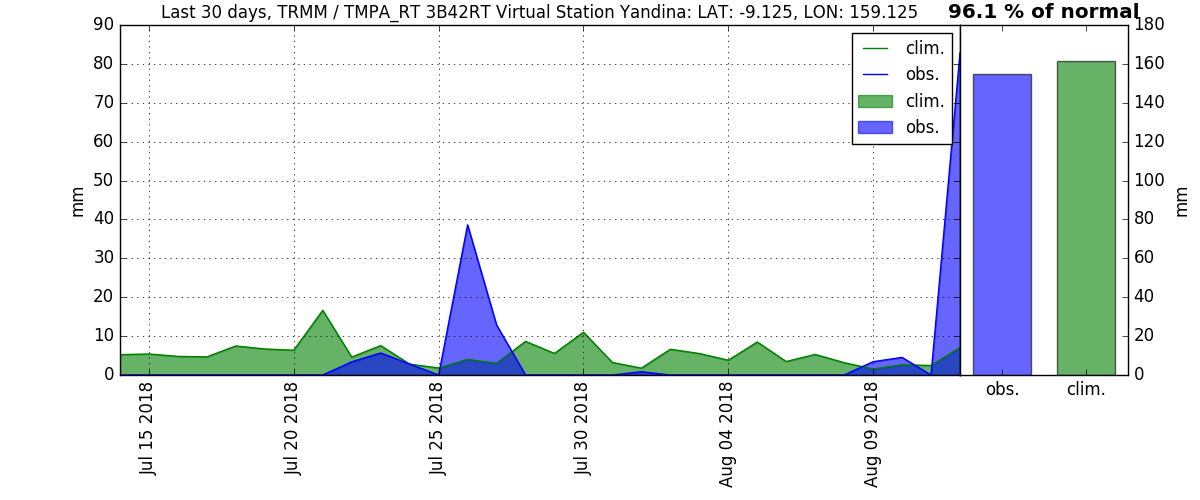 Last 30 days, TRMM / TMPA_RT 3B42RT Virtual Station Yandina: LAT: -9.125, LON: 159.125
96.1 % of normal
90
80
70
60
50
40
30
20
10
0
mm
clim.
obs.
clim.
obs.
180
160
140
120
100
80
60
40
20
0
mm
Jul 15 2018
Jul 20 2018
Jul 25 2018
Jul 30 2018
Aug 04 2018
Aug 09 2018
obs.
clim.